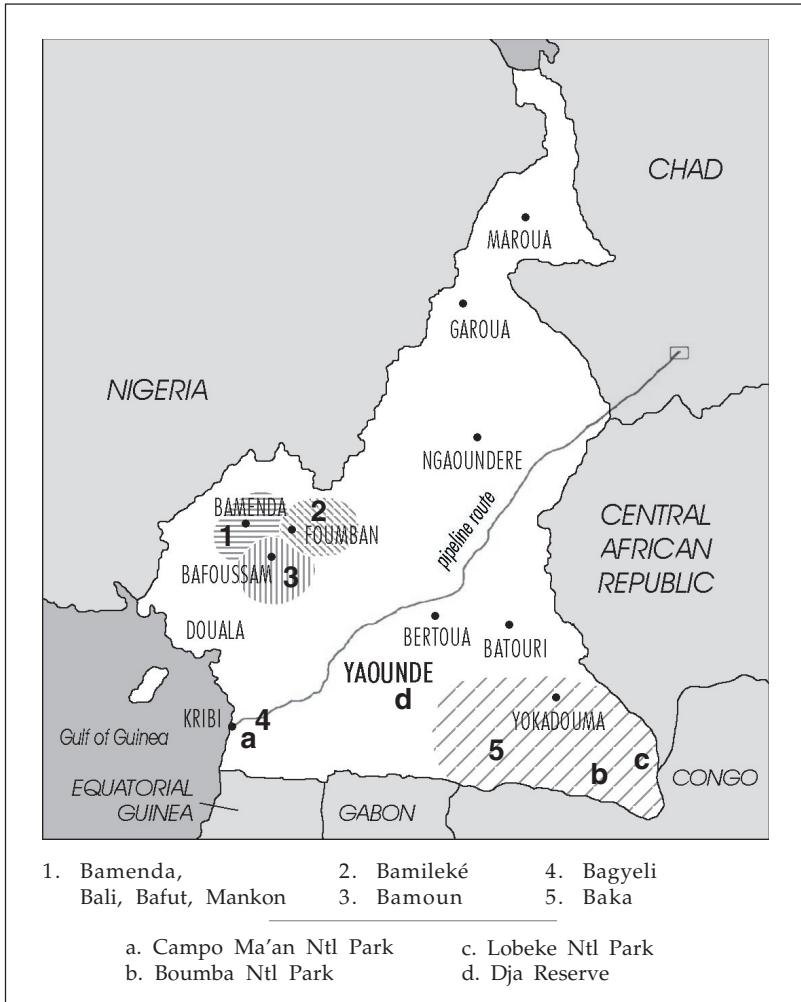 CHAD
MAROUA
GAROUA
NIGERIA
NGAOUNDERE
BAMENDA
2
1
FOUMBAN
CENTRAL
AFRICAN
REPUBLIC
pipeline route
BAFOUSSAM
3
DOUALA
BERTOUA
BATOURI
YAOUNDE
d
KRIBI
4
YOKADOUMA
Gulf of Guinea
a
5
c
b
CONGO
EQUATORIAL
GUINEA
GABON
1. Bamenda,
Bali, Bafut, Mankon
2. Bamileké
3. Bamoun
4. Bagyeli
5. Baka
a. Campo Ma'an Ntl Park
b. Boumba Ntl Park
c. Lobeke Ntl Park
d. Dja Reserve